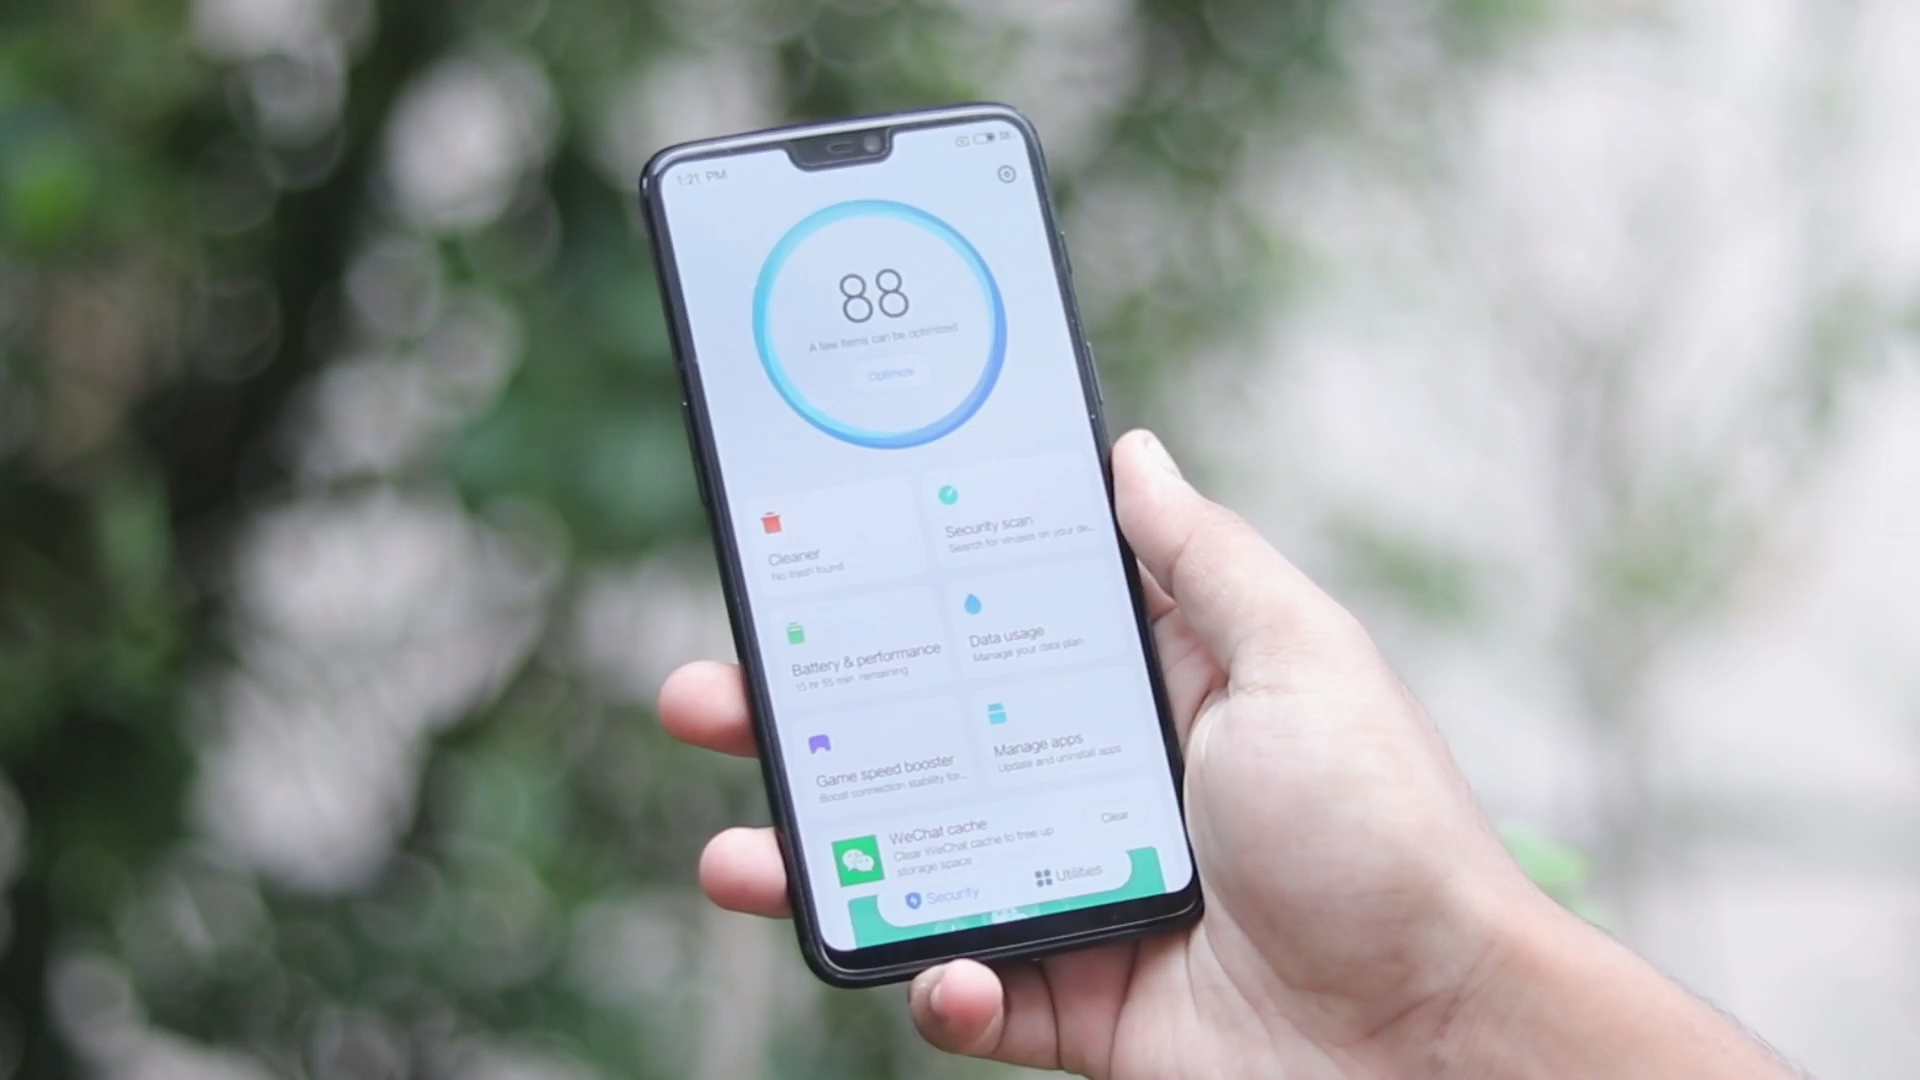 1:21 PM
88
A few items can be optimized
Optimize
Cleaner
No trash found
Security scan
Search for viruses on your de...
Battery & performance
15 hr 55 min remaining
Data usage
Manage your data plan
Game speed booster
Boost connection stability for...
Manage apps
Update and uninstall apps
WeChat cache
Clear WeChat cache to free up
storage space
Clear
Security
Utilities